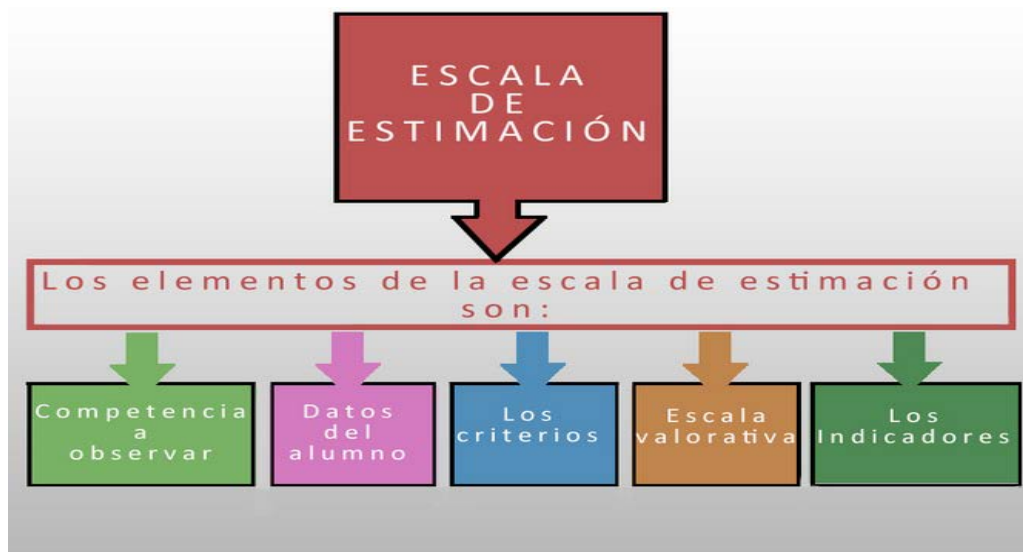 ESCALA
DE
ESTIMACIÓN
Los elementos de la escala de estimación
son:
Competencia
a
observar
Datos
del
alumno
Los
criterios
Escala
valorativa
Los
Indicadores